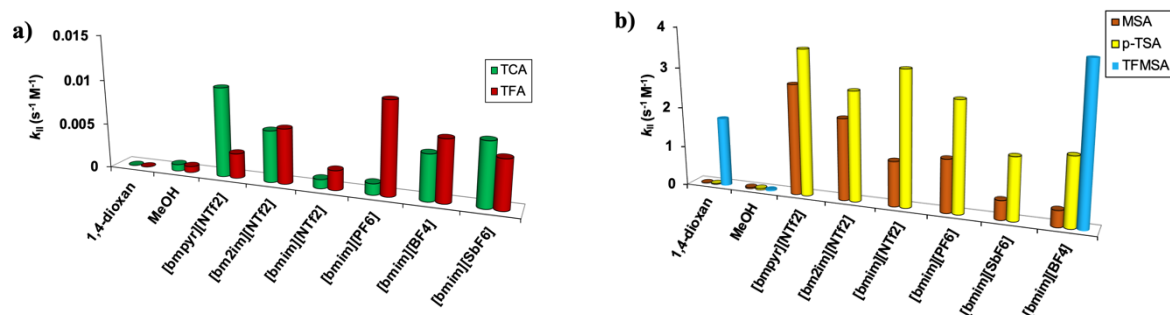 a)
0.015
0.01
0.005
0
k_II (s⁻¹ M⁻¹)
TCA
TFA
1,4-dioxan
MeOH
[bmpyr][NTf2]
[bm2im][NTf2]
[bmim][NTf2]
[bmim][PF6]
[bmim][BF4]
[bmim][SbF6]
b)
4
3
2
1
0
k_II (s⁻¹ M⁻¹)
MSA
p-TSA
TFMSA
1,4-dioxan
MeOH
[bmpyr][NTf2]
[bm2im][NTf2]
[bmim][NTf2]
[bmim][PF6]
[bmim][SbF6]
[bmim][BF4]